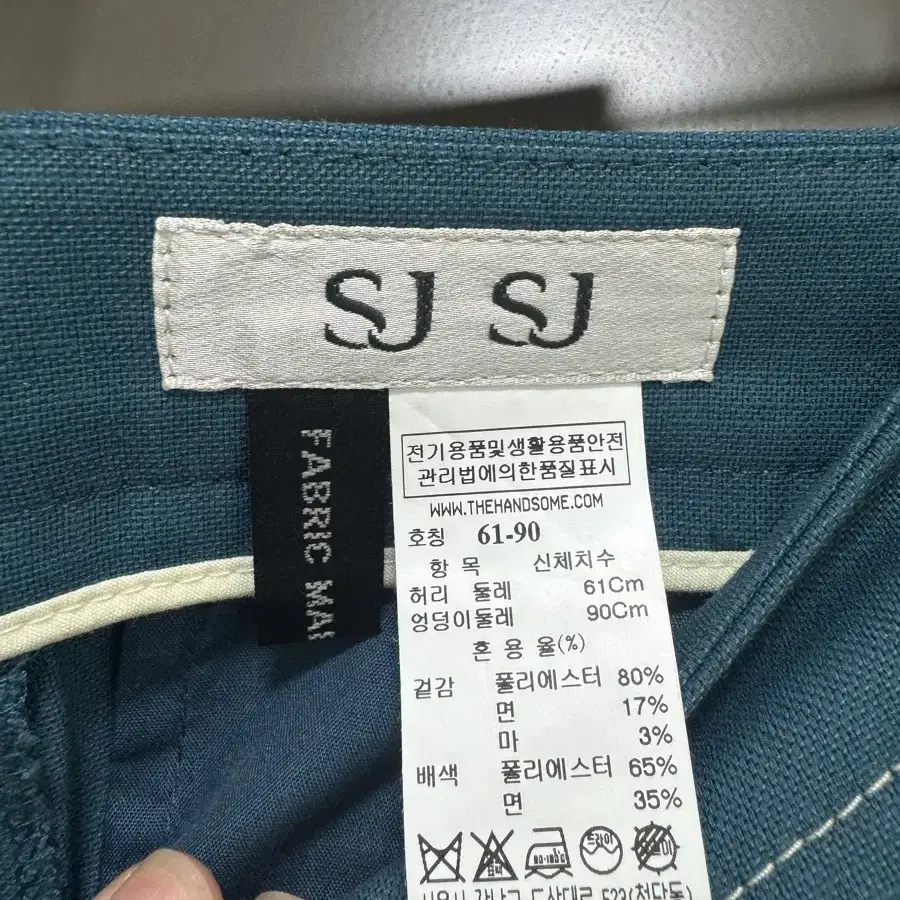 SJ SJ
FABRIC MA
전기용품및생활용품안전
관리법에의한품질표시
WWW.THEHANDSOME.COM
호칭 61-90
항 목 신체치수
허리 둘레 61Cm
엉덩이둘레 90Cm
혼 용 율(%)
겉감 폴리에스터 80%
면 17%
마 3%
배색 폴리에스터 65%
면 35%
드라이